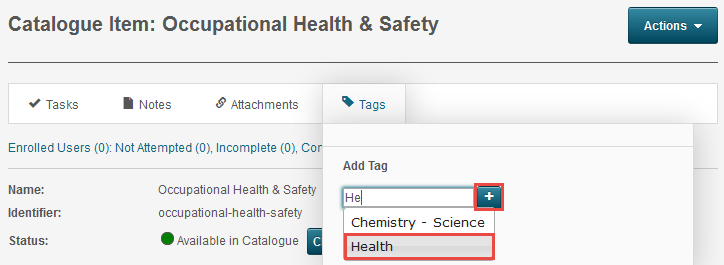 Catalogue Item: Occupational Health & Safety
Actions
Tasks Notes Attachments Tags
Enrolled Users (0): Not Attempted (0), Incomplete (0), Con
Add Tag
Name: Occupational Health & Safety
He +
Identifier: occupational-health-safety
Chemistry - Science
Status: Available in Catalogue C
Health